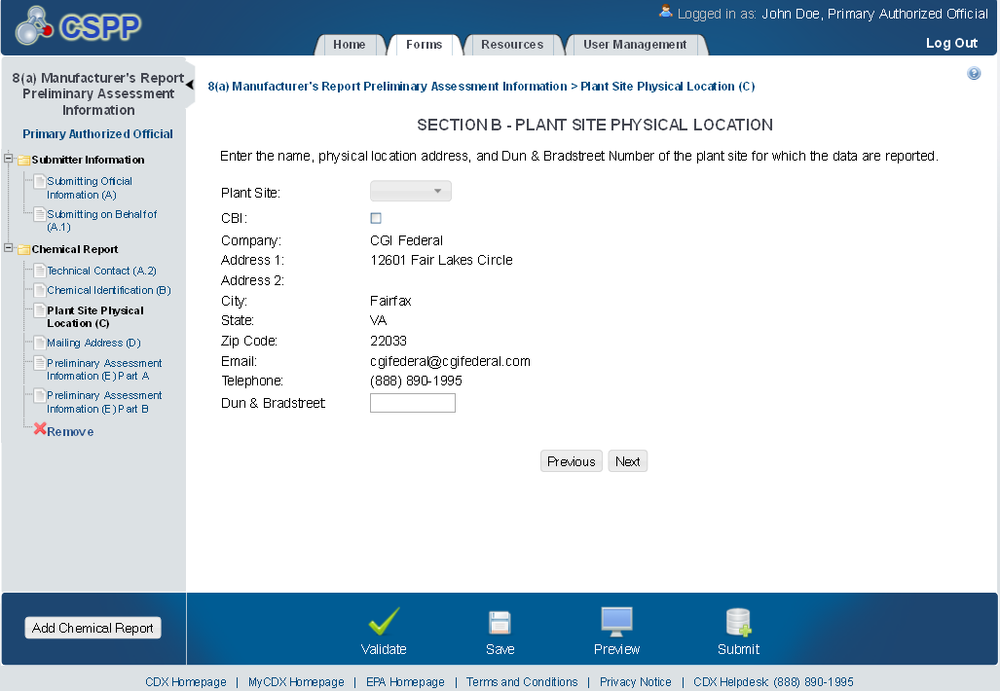 CSPP
Logged in as: John Doe, Primary Authorized Official
Home
Forms
Resources
User Management
Log Out
8(a) Manufacturer's Report
Preliminary Assessment
Information
Primary Authorized Official
Submitter Information
Submitting Official
Information (A)
Submitting on Behalf of
(A.1)
Chemical Report
Technical Contact (A.2)
Chemical Identification (B)
Plant Site Physical
Location (C)
Mailing Address (D)
Preliminary Assessment
Information (E) Part A
Preliminary Assessment
Information (E) Part B
Remove
8(a) Manufacturer's Report Preliminary Assessment Information > Plant Site Physical Location (C)
SECTION B - PLANT SITE PHYSICAL LOCATION
Enter the name, physical location address, and Dun & Bradstreet Number of the plant site for which the data are reported.
Plant Site:
CBI:
Company: CGI Federal
Address 1: 12601 Fair Lakes Circle
Address 2:
City: Fairfax
State: VA
Zip Code: 22033
Email: cgifederal@cgifederal.com
Telephone: (888) 890-1995
Dun & Bradstreet:
Previous
Next
Add Chemical Report
Validate
Save
Preview
Submit
CDX Homepage | MyCDX Homepage | EPA Homepage | Terms and Conditions | Privacy Notice | CDX Helpdesk: (888) 890-1995